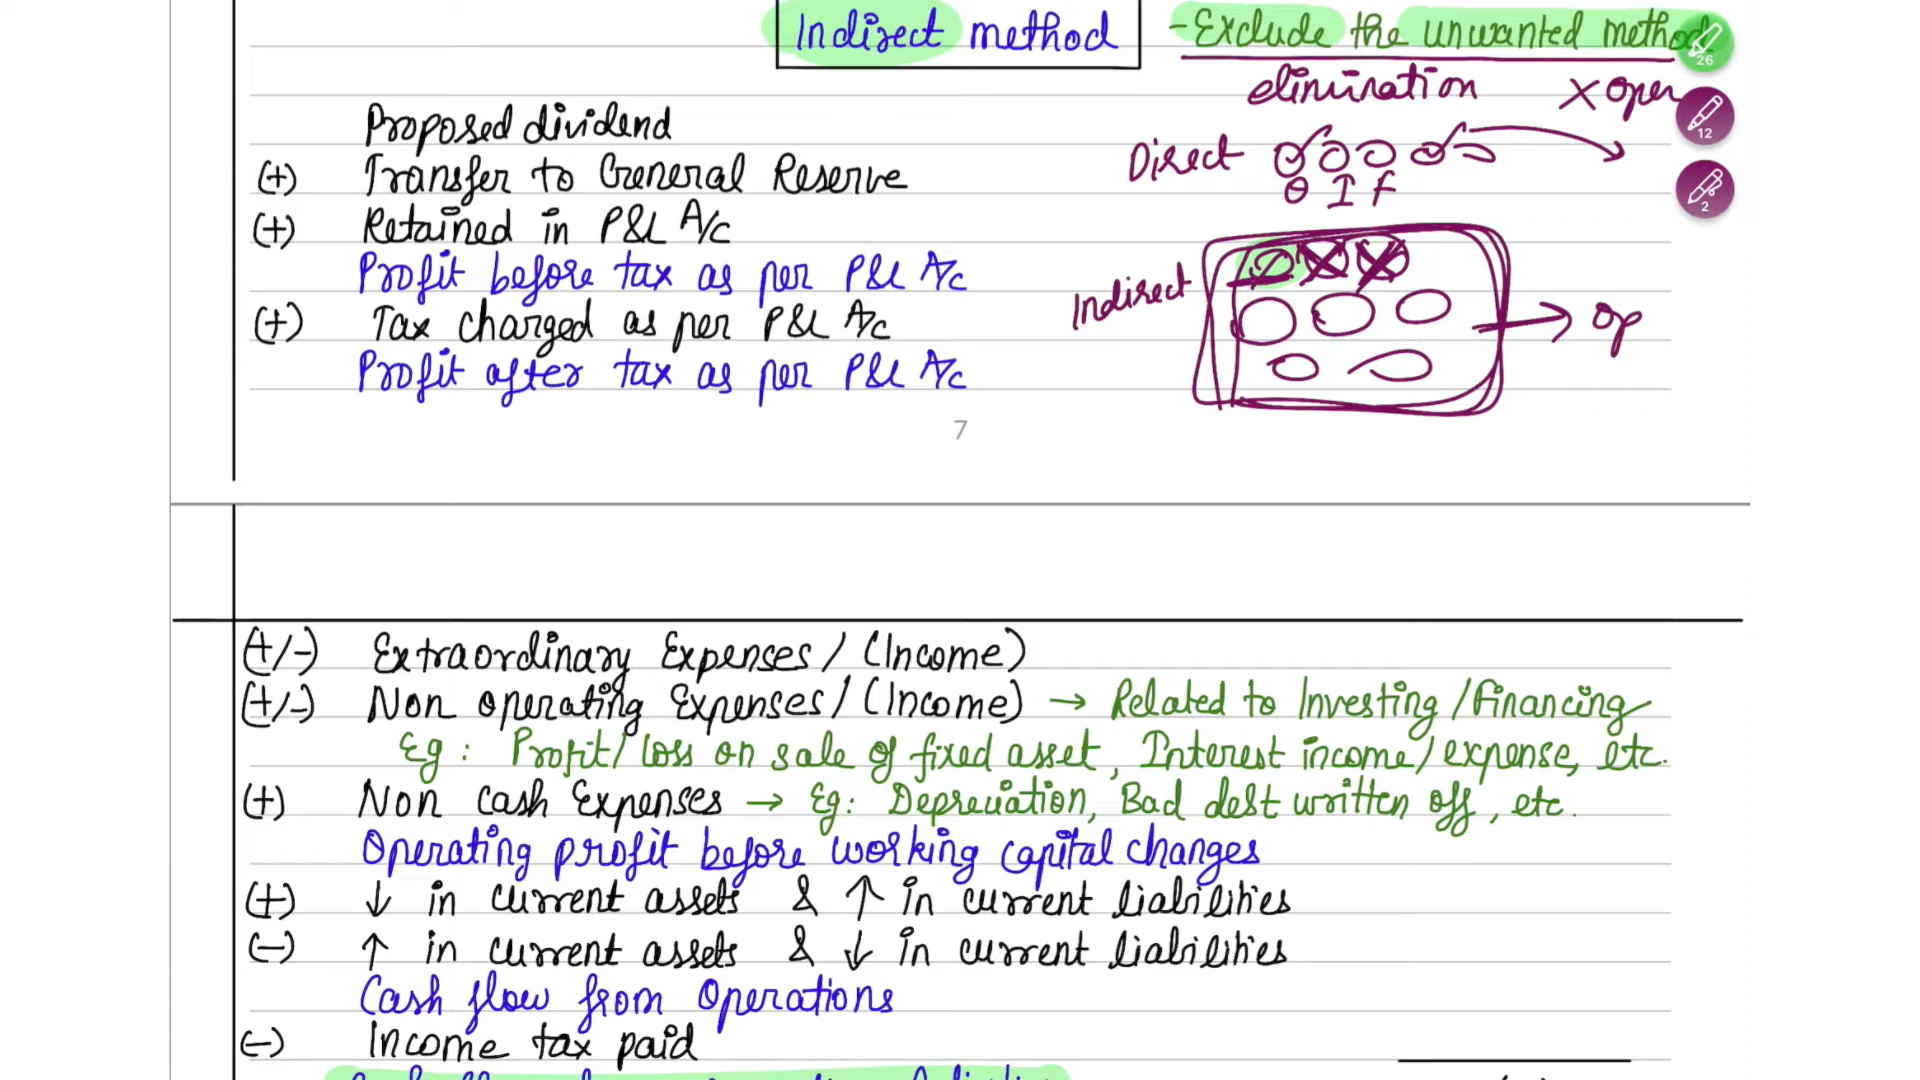 Indirect method
-Exclude the unwanted method
elimination X oper
Proposed dividend
Direct
(+) Transfer to General Reserve
O I F
(+) Retained in P&L A/c
Profit before tax as per P&L A/c
Indirect
(+) Tax charged as per P&L A/c
Op
Profit after tax as per P&L A/c
7
(+/-) Extraordinary Expenses/(Income)
(+/-) Non operating Expenses/(Income) → Related to Investing/financing
Eg: Profit/loss on sale of fixed asset, Interest income/expense, etc.
(+) Non cash Expenses → Eg: Depreciation, Bad debt written off, etc.
Operating profit before working capital changes
(+) ↓ in current assets & ↑ in current liabilities
(-) ↑ in current assets & ↓ in current liabilities
Cash flow from Operations
(-) Income tax paid
26
12
2